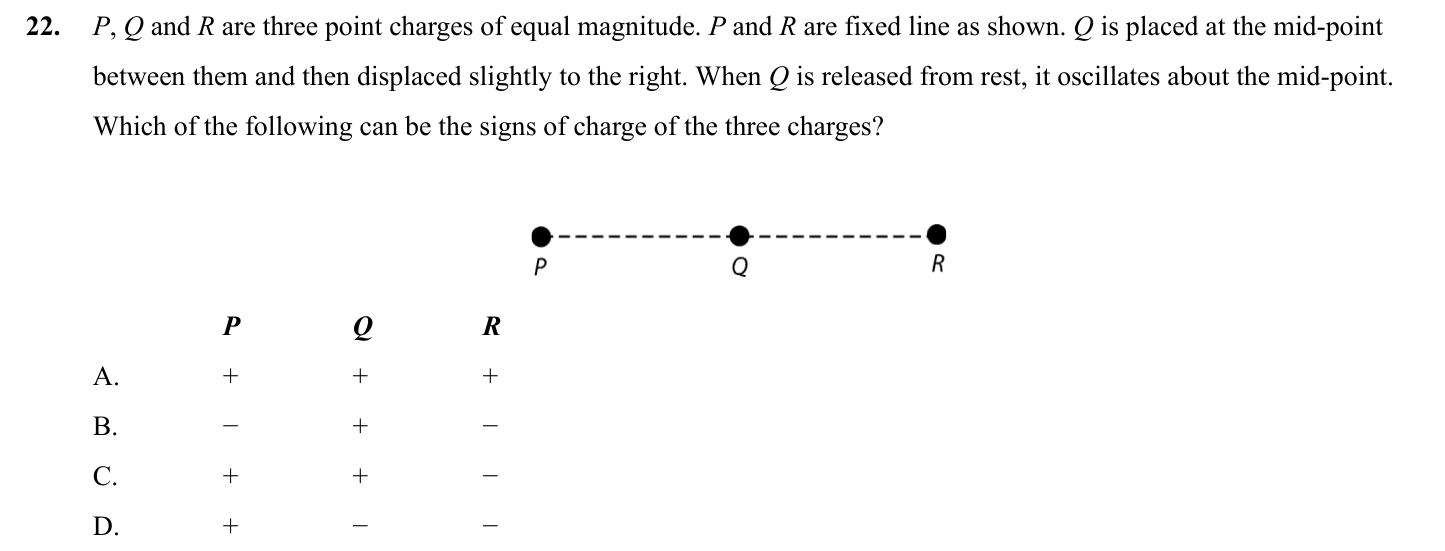 22. P, Q and R are three point charges of equal magnitude. P and R are fixed line as shown. Q is placed at the mid-point
between them and then displaced slightly to the right. When Q is released from rest, it oscillates about the mid-point.
Which of the following can be the signs of charge of the three charges?
P Q R
P Q R
A. + + +
B. − + −
C. + + −
D. + − −